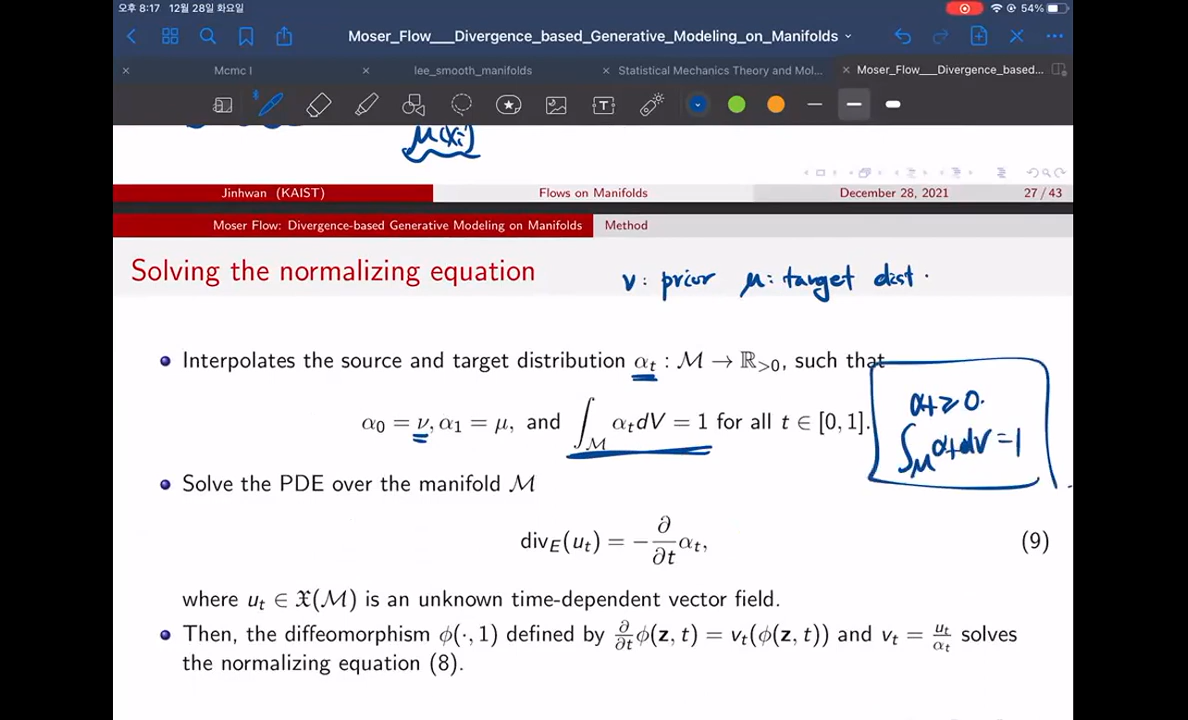 오후 8:17 12월 28일 화요일
54%
Moser_Flow___Divergence_based_Generative_Modeling_on_Manifolds
Mcmc I
lee_smooth_manifolds
Statistical Mechanics Theory and Mol...
Moser_Flow___Divergence_based...
μ(x)
Jinhwan (KAIST)
Flows on Manifolds
December 28, 2021
27 / 43
Moser Flow: Divergence-based Generative Modeling on Manifolds
Method
Solving the normalizing equation
ν: prior μ: target dist.
Interpolates the source and target distribution αₜ : ℳ → ℝ>0, such that
α₀ = ν, α₁ = μ, and ∫_ℳ αₜdV = 1 for all t ∈ [0, 1].
αt ≥ 0.
∫_M αtdV = 1
Solve the PDE over the manifold ℳ
div_E(uₜ) = −∂/∂t αₜ, (9)
where uₜ ∈ 𝔛(ℳ) is an unknown time-dependent vector field.
Then, the diffeomorphism ϕ(·, 1) defined by ∂/∂t ϕ(z, t) = vₜ(ϕ(z, t)) and vₜ = uₜ/αₜ solves
the normalizing equation (8).